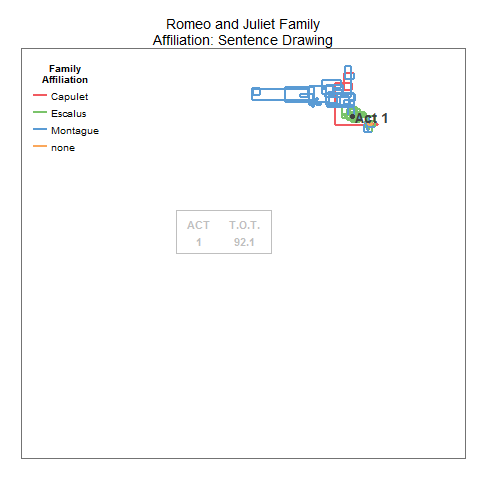 Romeo and Juliet Family
Affiliation: Sentence Drawing
Family
Affiliation
Capulet
Escalus
Montague
none
Act 1
ACT T.O.T.
1 92.1